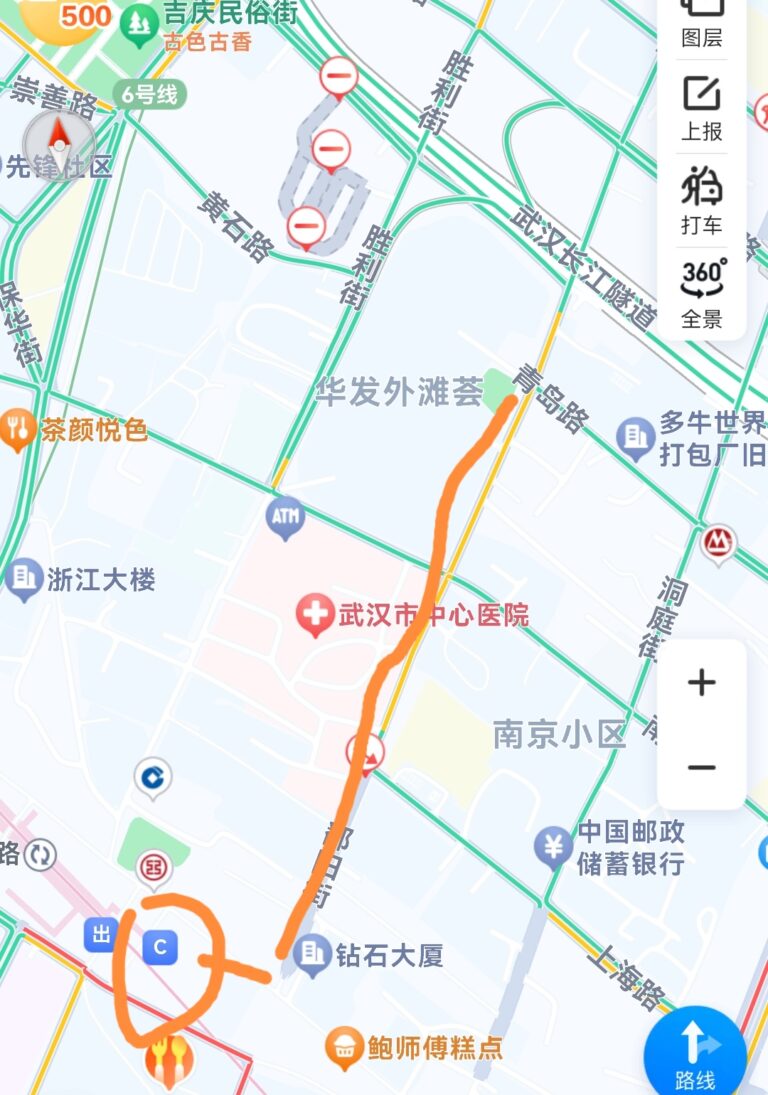 500
吉庆民俗街
古色古香
图层
胜利街
崇善路
6号线
上报
先锋社区
黄石路
打车
武汉长江隧道
胜利街
360°
全景
保华街
华发外滩荟
青岛路
茶颜悦色
多牛世界
打包厂旧
ATM
浙江大楼
武汉市中心医院
洞庭街
+
南京小区
南
−
中国邮政
储蓄银行
路
鄱阳街
出
C
钻石大厦
上海路
鲍师傅糕点
路线